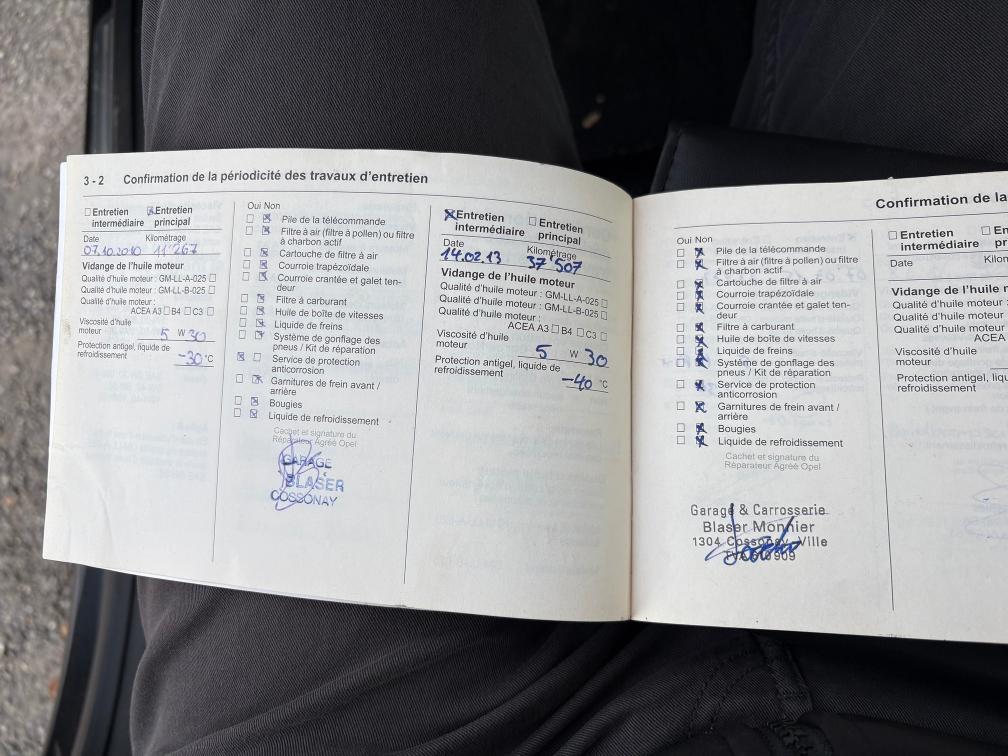 3 - 2 Confirmation de la périodicité des travaux d'entretien
☐Entretien intermédiaire ☒Entretien principal
Date Kilométrage
07.10.2010 11'267
Vidange de l'huile moteur
Qualité d'huile moteur : GM-LL-A-025 ☐
Qualité d'huile moteur : GM-LL-B-025 ☐
Qualité d'huile moteur :
ACEA A3 ☐ B4 ☐ C3 ☐
Viscosité d'huile
moteur 5 W 30
Protection antigel, liquide de
refroidissement -30 °C
Oui Non
☐ ☒ Pile de la télécommande
☐ ☒ Filtre à air (filtre à pollen) ou filtre
à charbon actif
☐ ☒ Cartouche de filtre à air
☐ ☒ Courroie trapézoïdale
☐ ☒ Courroie crantée et galet ten-
deur
☐ ☒ Filtre à carburant
☐ ☒ Huile de boîte de vitesses
☐ ☒ Liquide de freins
☐ ☒ Système de gonflage des
pneus / Kit de réparation
☒ ☐ Service de protection
anticorrosion
☐ ☒ Garnitures de frein avant /
arrière
☐ ☒ Bougies
☐ ☒ Liquide de refroidissement
Cachet et signature du
Réparateur Agréé Opel
GARAGE
BLASER
COSSONAY
☒Entretien intermédiaire ☐Entretien principal
Date Kilométrage
14.02.13 37'507
Vidange de l'huile moteur
Qualité d'huile moteur : GM-LL-A-025 ☐
Qualité d'huile moteur : GM-LL-B-025 ☐
Qualité d'huile moteur :
ACEA A3 ☐ B4 ☐ C3 ☐
Viscosité d'huile
moteur 5 W 30
Protection antigel, liquide de
refroidissement -40 °C
Confirmation de la
Oui Non
☐ ☒ Pile de la télécommande
☐ ☒ Filtre à air (filtre à pollen) ou filtre
à charbon actif
☐ ☒ Cartouche de filtre à air
☐ ☒ Courroie trapézoïdale
☐ ☒ Courroie crantée et galet ten-
deur
☐ ☒ Filtre à carburant
☐ ☒ Huile de boîte de vitesses
☐ ☒ Liquide de freins
☐ ☒ Système de gonflage des
pneus / Kit de réparation
☐ ☒ Service de protection
anticorrosion
☐ ☒ Garnitures de frein avant /
arrière
☐ ☒ Bougies
☐ ☒ Liquide de refroidissement
Cachet et signature du
Réparateur Agréé Opel
Garage & Carrosserie
Blaser Monnier
1304 Cossonay-Ville
☐Entretien intermédiaire ☐En
Date Kilon
Vidange de l'huile
Qualité d'huile moteur
Qualité d'huile moteur
Qualité d'huile moteur
ACEA
Viscosité d'huile
moteur
Protection antigel, liqu
refroidissement